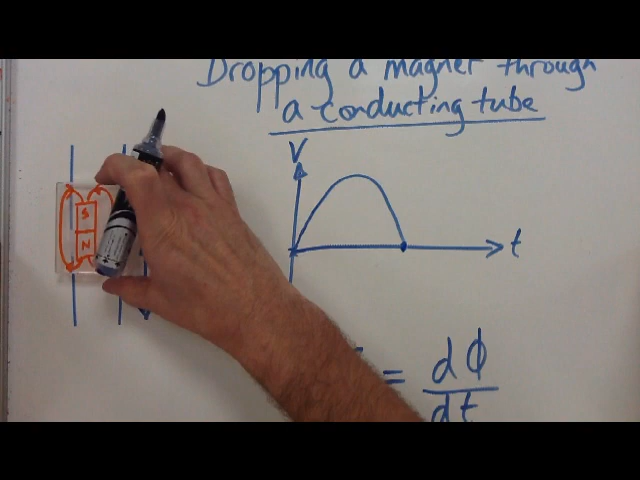 Dropping a magnet through
a conducting tube
V
t
S
N
= dϕ
dt